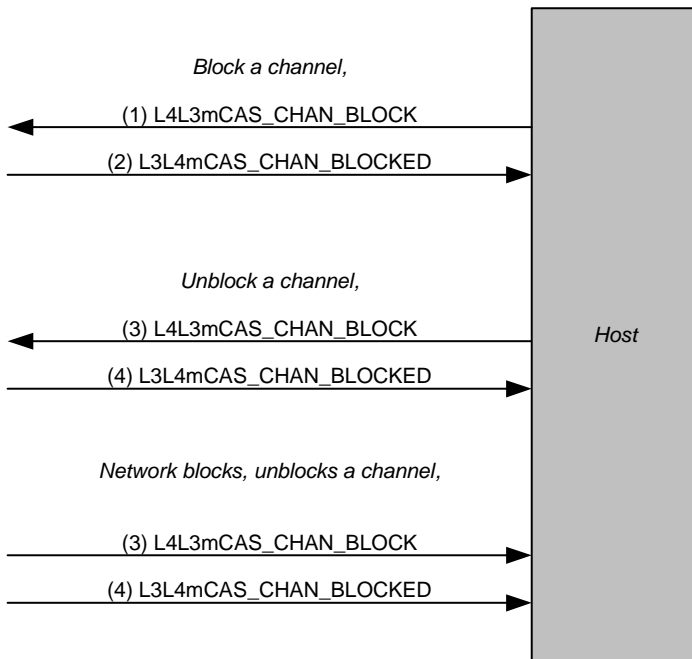 Block a channel,
(1) L4L3mCAS_CHAN_BLOCK
(2) L3L4mCAS_CHAN_BLOCKED
Unblock a channel,
(3) L4L3mCAS_CHAN_BLOCK
Host
(4) L3L4mCAS_CHAN_BLOCKED
Network blocks, unblocks a channel,
(3) L4L3mCAS_CHAN_BLOCK
(4) L3L4mCAS_CHAN_BLOCKED